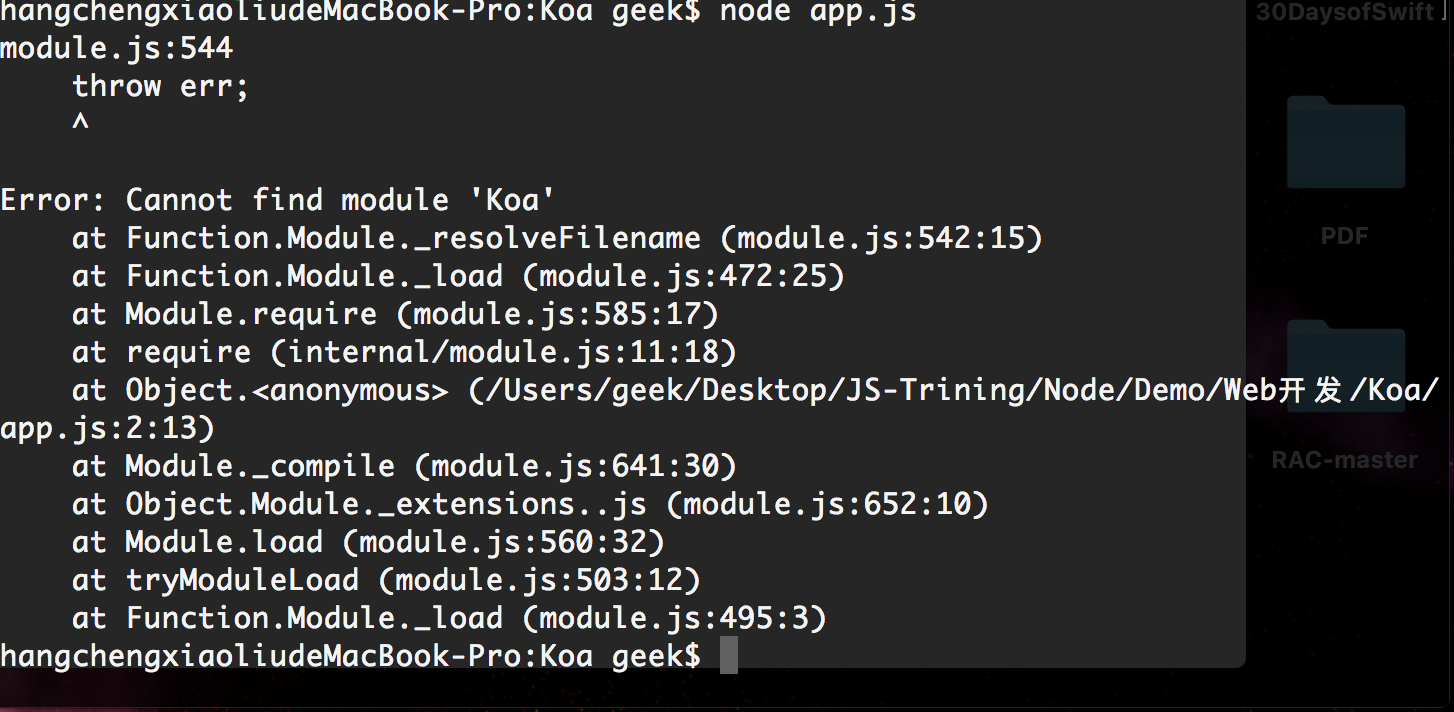 hangchengxiaoliudeMacBook-Pro:Koa geek$ node app.js
30DaysofSwift
module.js:544
    throw err;
    ^
Error: Cannot find module 'Koa'
    at Function.Module._resolveFilename (module.js:542:15)
PDF
    at Function.Module._load (module.js:472:25)
    at Module.require (module.js:585:17)
    at require (internal/module.js:11:18)
    at Object.<anonymous> (/Users/geek/Desktop/JS-Trining/Node/Demo/Web开发/Koa/
app.js:2:13)
    at Module._compile (module.js:641:30)
RAC-master
    at Object.Module._extensions..js (module.js:652:10)
    at Module.load (module.js:560:32)
    at tryModuleLoad (module.js:503:12)
    at Function.Module._load (module.js:495:3)
hangchengxiaoliudeMacBook-Pro:Koa geek$